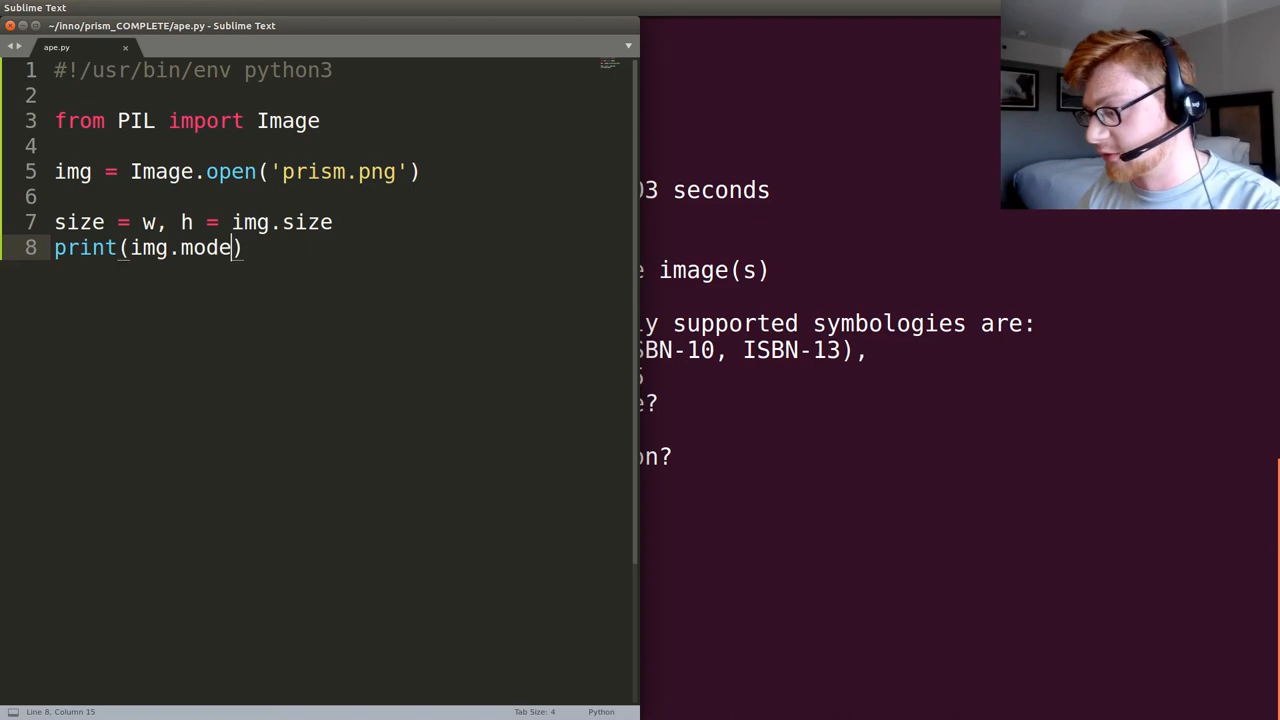 Sublime Text
~/inno/prism_COMPLETE/ape.py - Sublime Text
ape.py
1 #!/usr/bin/env python3
2
3 from PIL import Image
4
5 img = Image.open('prism.png')
6
7 size = w, h = img.size
8 print(img.mode)
03 seconds
e image(s)
ly supported symbologies are:
SBN-10, ISBN-13),
e?
on?
Line 8, Column 15
Tab Size: 4
Python